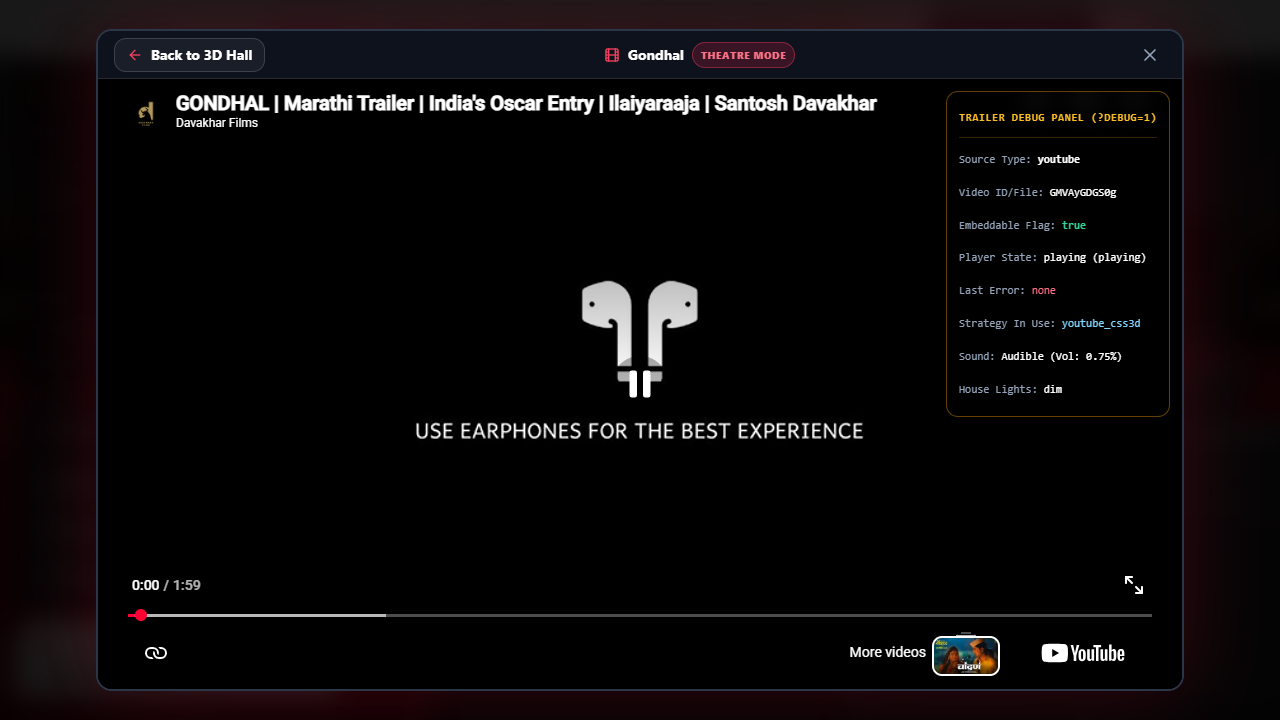 Back to 3D Hall
Gondhal
THEATRE MODE
GONDHAL | Marathi Trailer | India's Oscar Entry | Ilaiyaraaja | Santosh Davakhar
Davakhar Films
TRAILER DEBUG PANEL (?DEBUG=1)
Source Type: youtube
Video ID/File: GMVAyGDGS0g
Embeddable Flag: true
Player State: playing (playing)
Last Error: none
Strategy In Use: youtube_css3d
Sound: Audible (Vol: 0.75%)
House Lights: dim
USE EARPHONES FOR THE BEST EXPERIENCE
0:00 / 1:59
More videos
YouTube